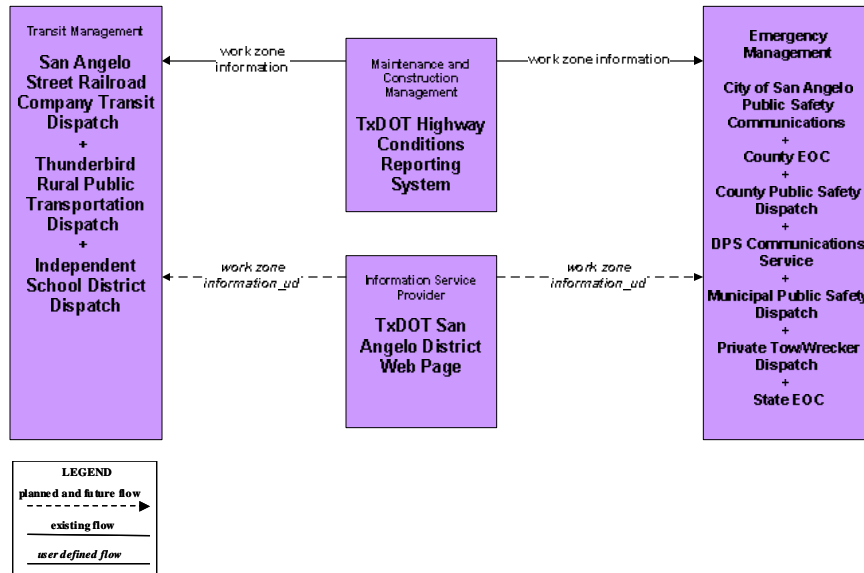 Transit Management
San Angelo
Street Railroad
Company Transit
Dispatch
+
Thunderbird
Rural Public
Transportation
Dispatch
+
Independent
School District
Dispatch
work zone
information
Maintenance and
Construction
Management
TxDOT Highway
Conditions
Reporting
System
work zone information
Emergency
Management
City of San Angelo
Public Safety
Communications
+
County EOC
+
County Public Safety
Dispatch
+
DPS Communications
Service
+
Municipal Public Safety
Dispatch
+
Private Tow/Wrecker
Dispatch
+
State EOC
work zone
information_ud
Information Service
Provider
TxDOT San
Angelo District
Web Page
work zone
information_ud
LEGEND
planned and future flow
existing flow
user defined flow